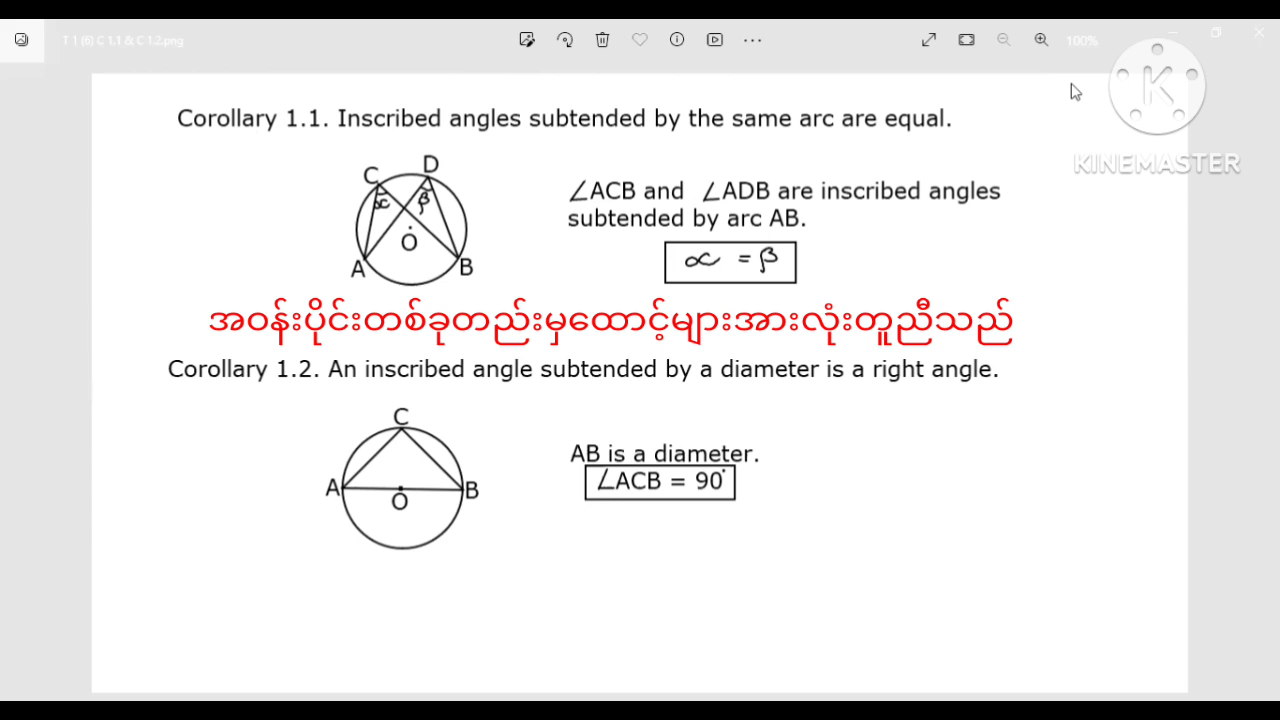 T 1 (6) C 1.1 & C 1.2.png
100%
K
KINEMASTER
Corollary 1.1. Inscribed angles subtended by the same arc are equal.
C D
∝ β
O
A B
∠ACB and ∠ADB are inscribed angles
subtended by arc AB.
∝ = β
အဝန်းပိုင်းတစ်ခုတည်းမှထောင့်များအားလုံးတူညီသည်
Corollary 1.2. An inscribed angle subtended by a diameter is a right angle.
C
A B
O
AB is a diameter.
∠ACB = 90°